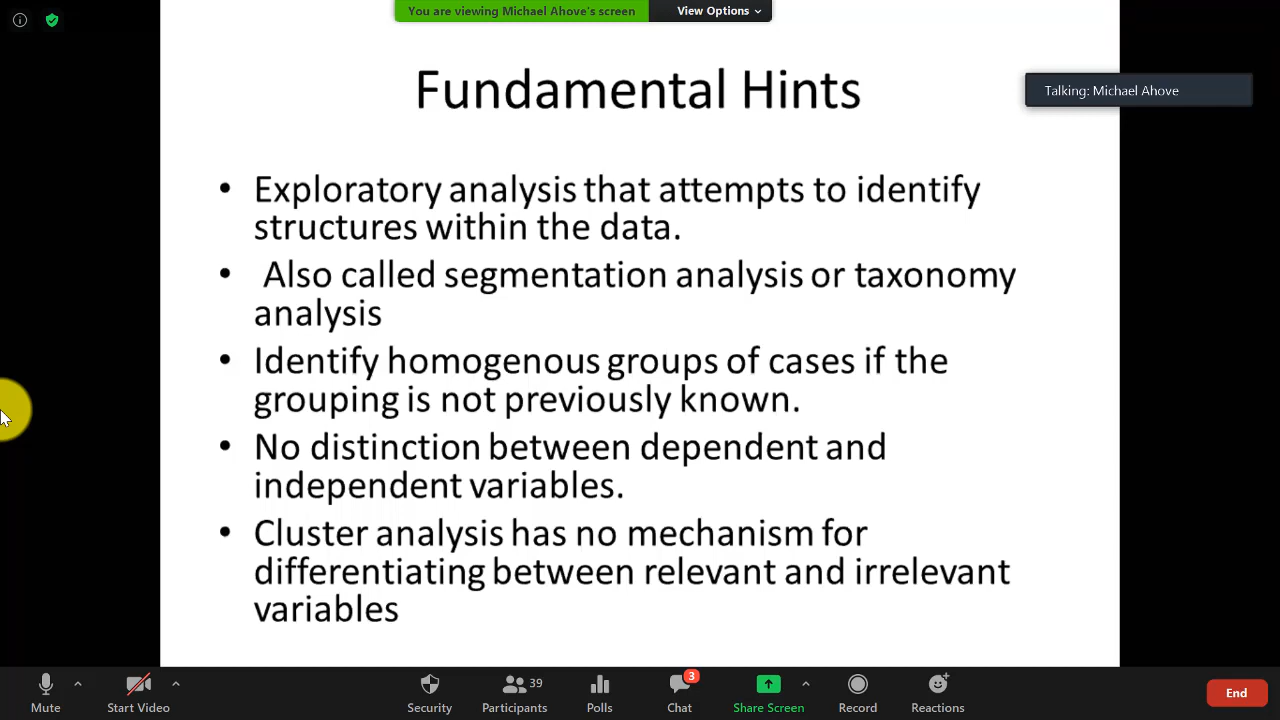 You are viewing Michael Ahove's screen
View Options
Fundamental Hints
Talking: Michael Ahove
• Exploratory analysis that attempts to identify
structures within the data.
• Also called segmentation analysis or taxonomy
analysis
• Identify homogenous groups of cases if the
grouping is not previously known.
• No distinction between dependent and
independent variables.
• Cluster analysis has no mechanism for
differentiating between relevant and irrelevant
variables
39
3
Mute
Start Video
Security
Participants
Polls
Chat
Share Screen
Record
Reactions
End